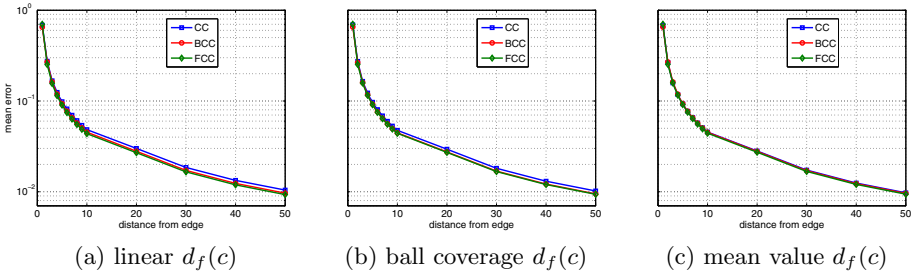 10⁰
10⁻¹
10⁻²
mean error
CC
BCC
FCC
0 10 20 30 40 50
distance from edge
(a) linear d_f(c)
CC
BCC
FCC
0 10 20 30 40 50
distance from edge
(b) ball coverage d_f(c)
CC
BCC
FCC
0 10 20 30 40 50
distance from edge
(c) mean value d_f(c)